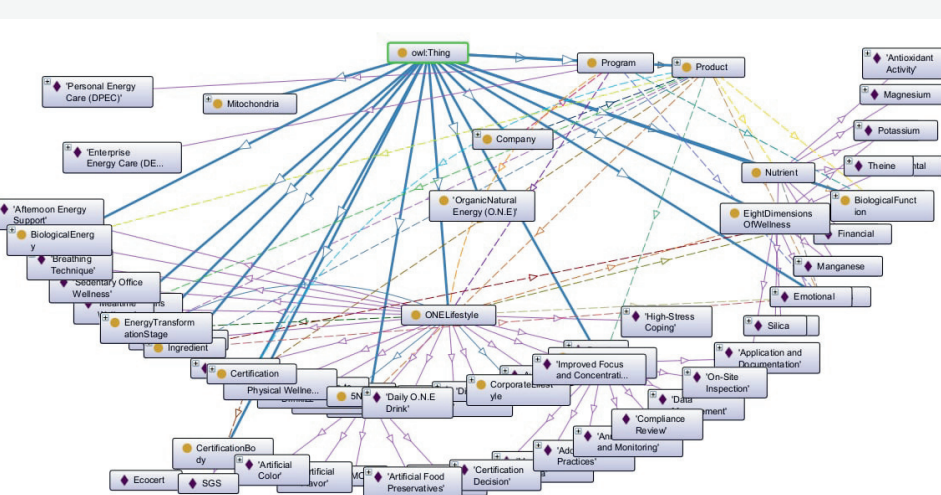 owl:Thing
Program
Product
'Antioxidant
Activity'
'Personal Energy
Care (DPEC)'
Mitochondria
Magnesium
Company
Potassium
'Enterprise
Energy Care (DE...
Theine
Nutrient
'OrganicNatural
Energy (O.N.E)'
BiologicalFunct
ion
'Afternoon Energy
Support'
EightDimensions
OfWellness
BiologicalEnerg
y
Financial
'Breathing
Technique'
Manganese
'Sedentary Office
Wellness'
Emotional
ONELifestyle
EnergyTransform
ationStage
'High-Stress
Coping'
Silica
Ingredient
'Application and
Documentation'
'Improved Focus
and Concentrati...
Certification
Physical Wellne...
'On-Site
Inspection'
CorporateLifest
yle
5N
'Daily O.N.E
Drink'
'Data
'Compliance
Review'
and Monitoring'
CertificationBo
dy
Practices'
'Artificial
Color'
'Certification
Decision'
'Artificial Food
Preservatives'
Ecocert
SGS